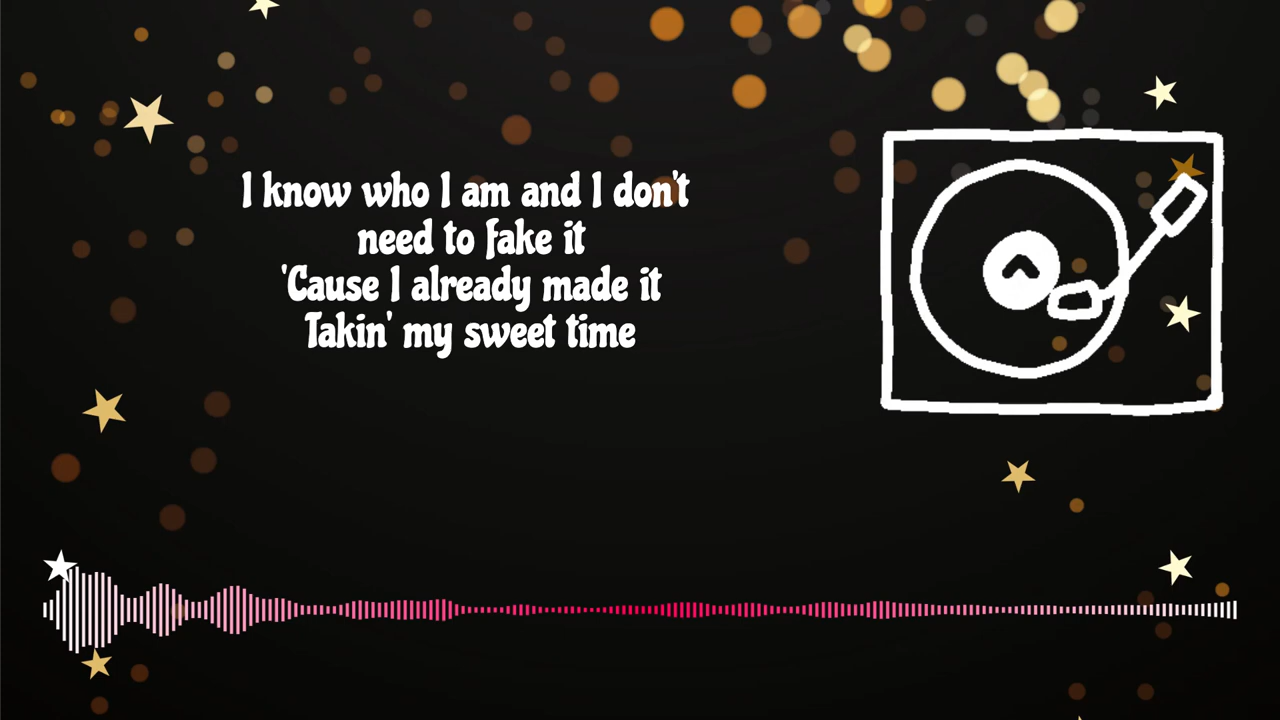 I know who I am and I don't
need to fake it
'Cause I already made it
Takin' my sweet time